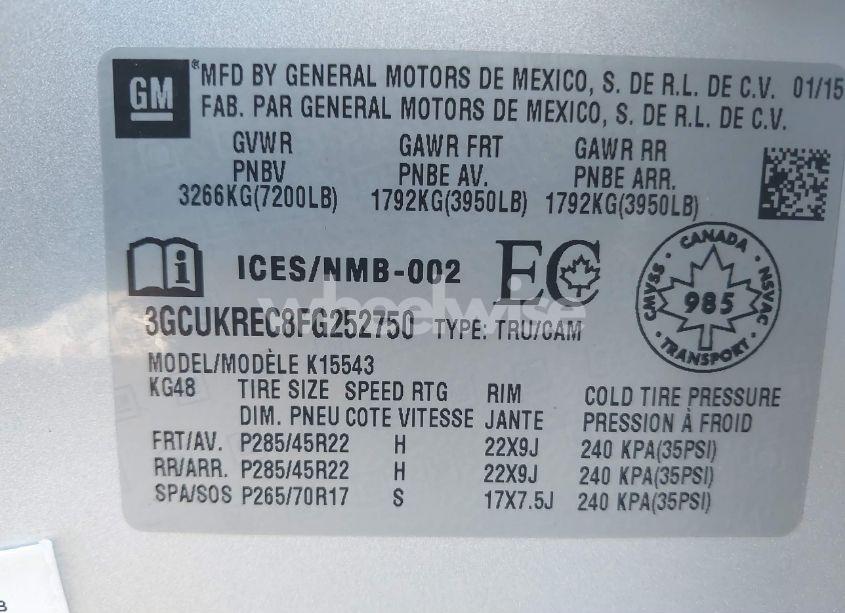 GM
® MFD BY GENERAL MOTORS DE MEXICO, S. DE R.L. DE C.V. 01/15
FAB. PAR GENERAL MOTORS DE MEXICO, S. DE R.L. DE C.V.
GVWR GAWR FRT GAWR RR
PNBV PNBE AV. PNBE ARR.
3266KG(7200LB) 1792KG(3950LB) 1792KG(3950LB)
i ICES/NMB-002 EC
CANADA
CMVSS 985 NSVAC
TRANSPORT
wheelwise
3GCUKREC8FG252750 TYPE: TRU/CAM
MODEL/MODÈLE K15543
KG48 TIRE SIZE SPEED RTG RIM COLD TIRE PRESSURE
DIM. PNEU COTE VITESSE JANTE PRESSION À FROID
FRT/AV. P285/45R22 H 22X9J 240 KPA(35PSI)
RR/ARR. P285/45R22 H 22X9J 240 KPA(35PSI)
SPA/SOS P265/70R17 S 17X7.5J 240 KPA(35PSI)
B